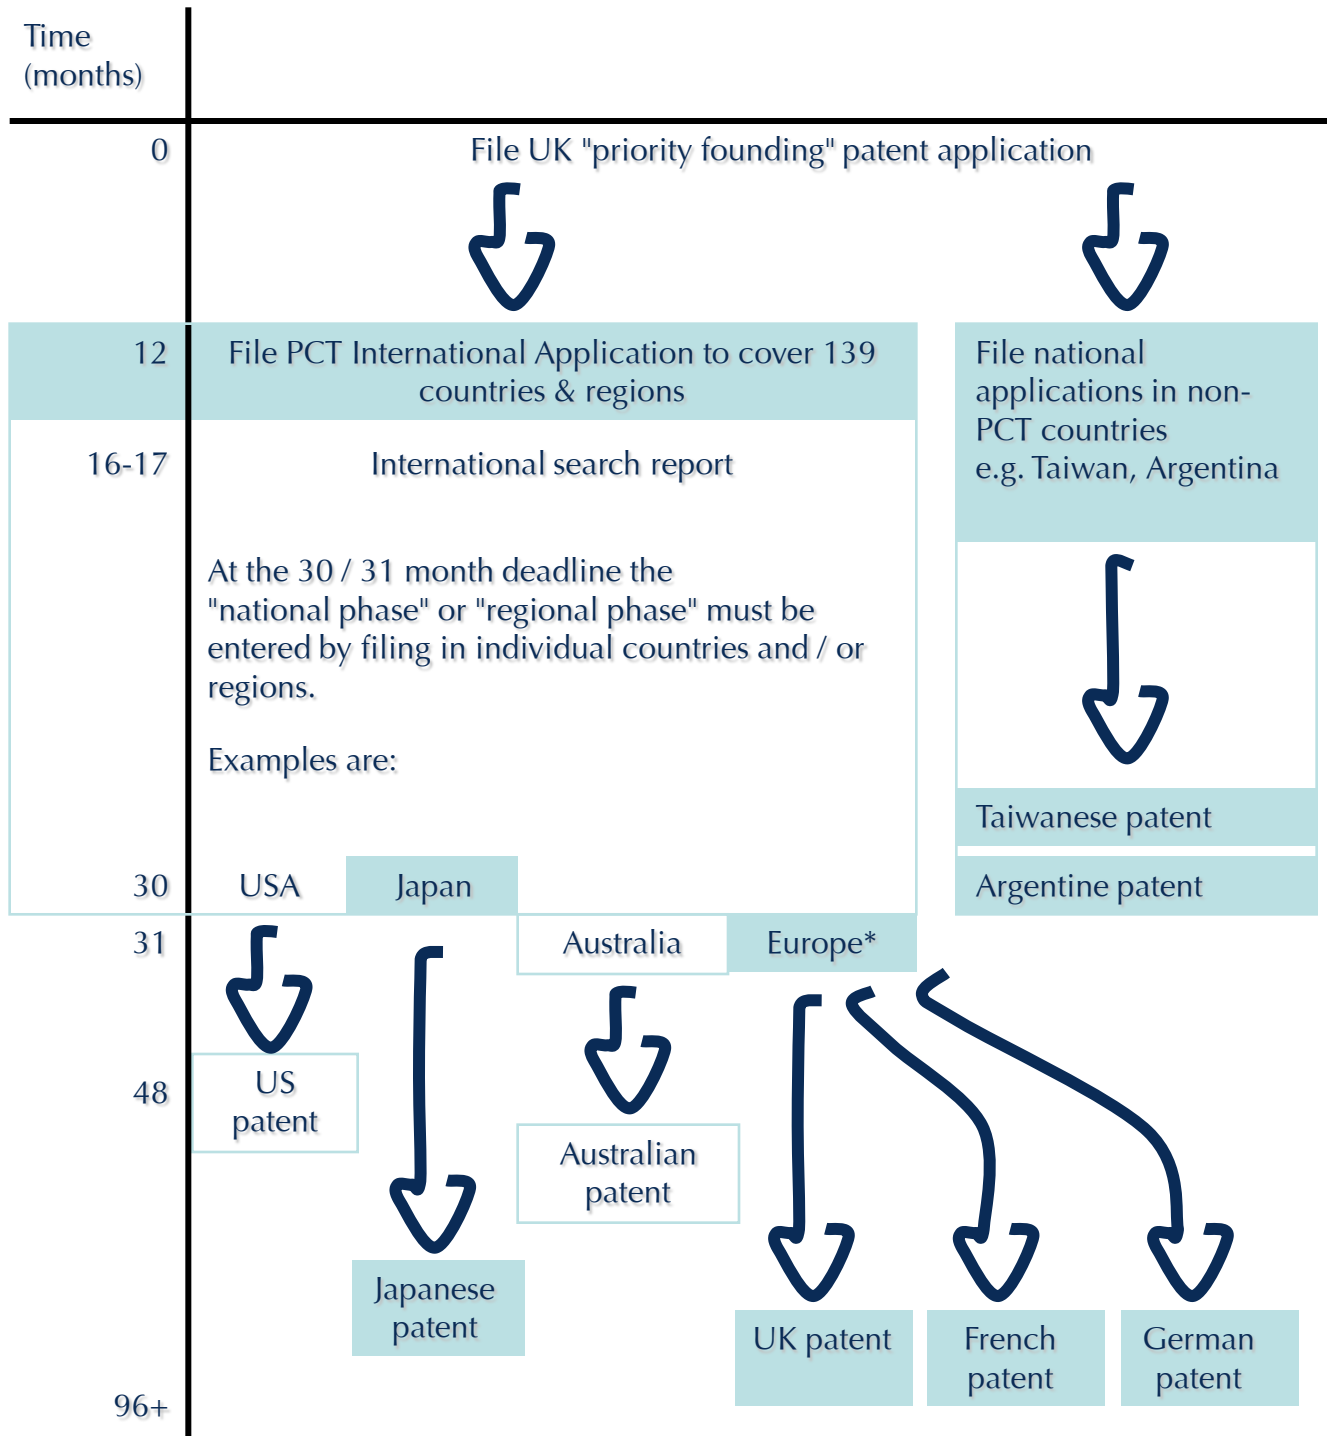 Time
(months)
0
File UK "priority founding" patent application
12
File PCT International Application to cover 139
countries & regions
File national
applications in non-
PCT countries
e.g. Taiwan, Argentina
16-17
International search report
At the 30 / 31 month deadline the
"national phase" or "regional phase" must be
entered by filing in individual countries and / or
regions.
Examples are:
Taiwanese patent
30
USA
Japan
Argentine patent
31
Australia
Europe*
48
US
patent
Australian
patent
Japanese
patent
UK patent
French
patent
German
patent
96+